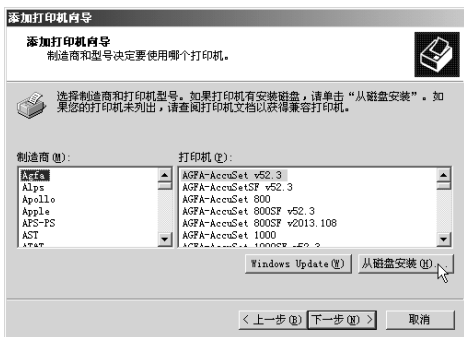 添加打印机向导
添加打印机向导
制造商和型号决定要使用哪个打印机。
选择制造商和打印机型号。如果打印机有安装磁盘，请单击“从磁盘安装”。如
果您的打印机未列出，请查阅打印机文档以获得兼容打印机。
制造商(M)： 打印机(P)：
Agfa AGFA-AccuSet v52.3
Alps AGFA-AccuSetSF v52.3
Apollo AGFA-AccuSet 800
Apple AGFA-AccuSet 800SF v52.3
APS-PS AGFA-AccuSet 800SF v2013.108
AST AGFA-AccuSet 1000
AT&T AGFA-AccuSet 1000SF v52.3
Windows Update(W) 从磁盘安装(H)...
< 上一步(B) 下一步(N) > 取消